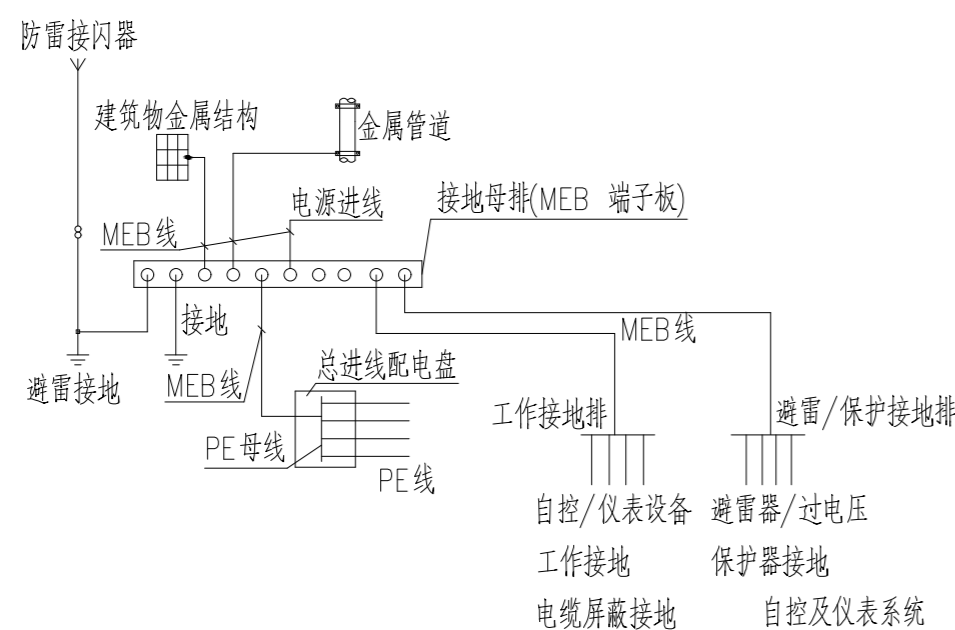 防雷接闪器
建筑物金属结构
金属管道
电源进线
接地母排(MEB 端子板)
MEB线
接地
MEB线
避雷接地
MEB线
总进线配电盘
PE母线
PE线
工作接地排
避雷/保护接地排
自控/仪表设备
工作接地
电缆屏蔽接地
避雷器/过电压
保护器接地
自控及仪表系统